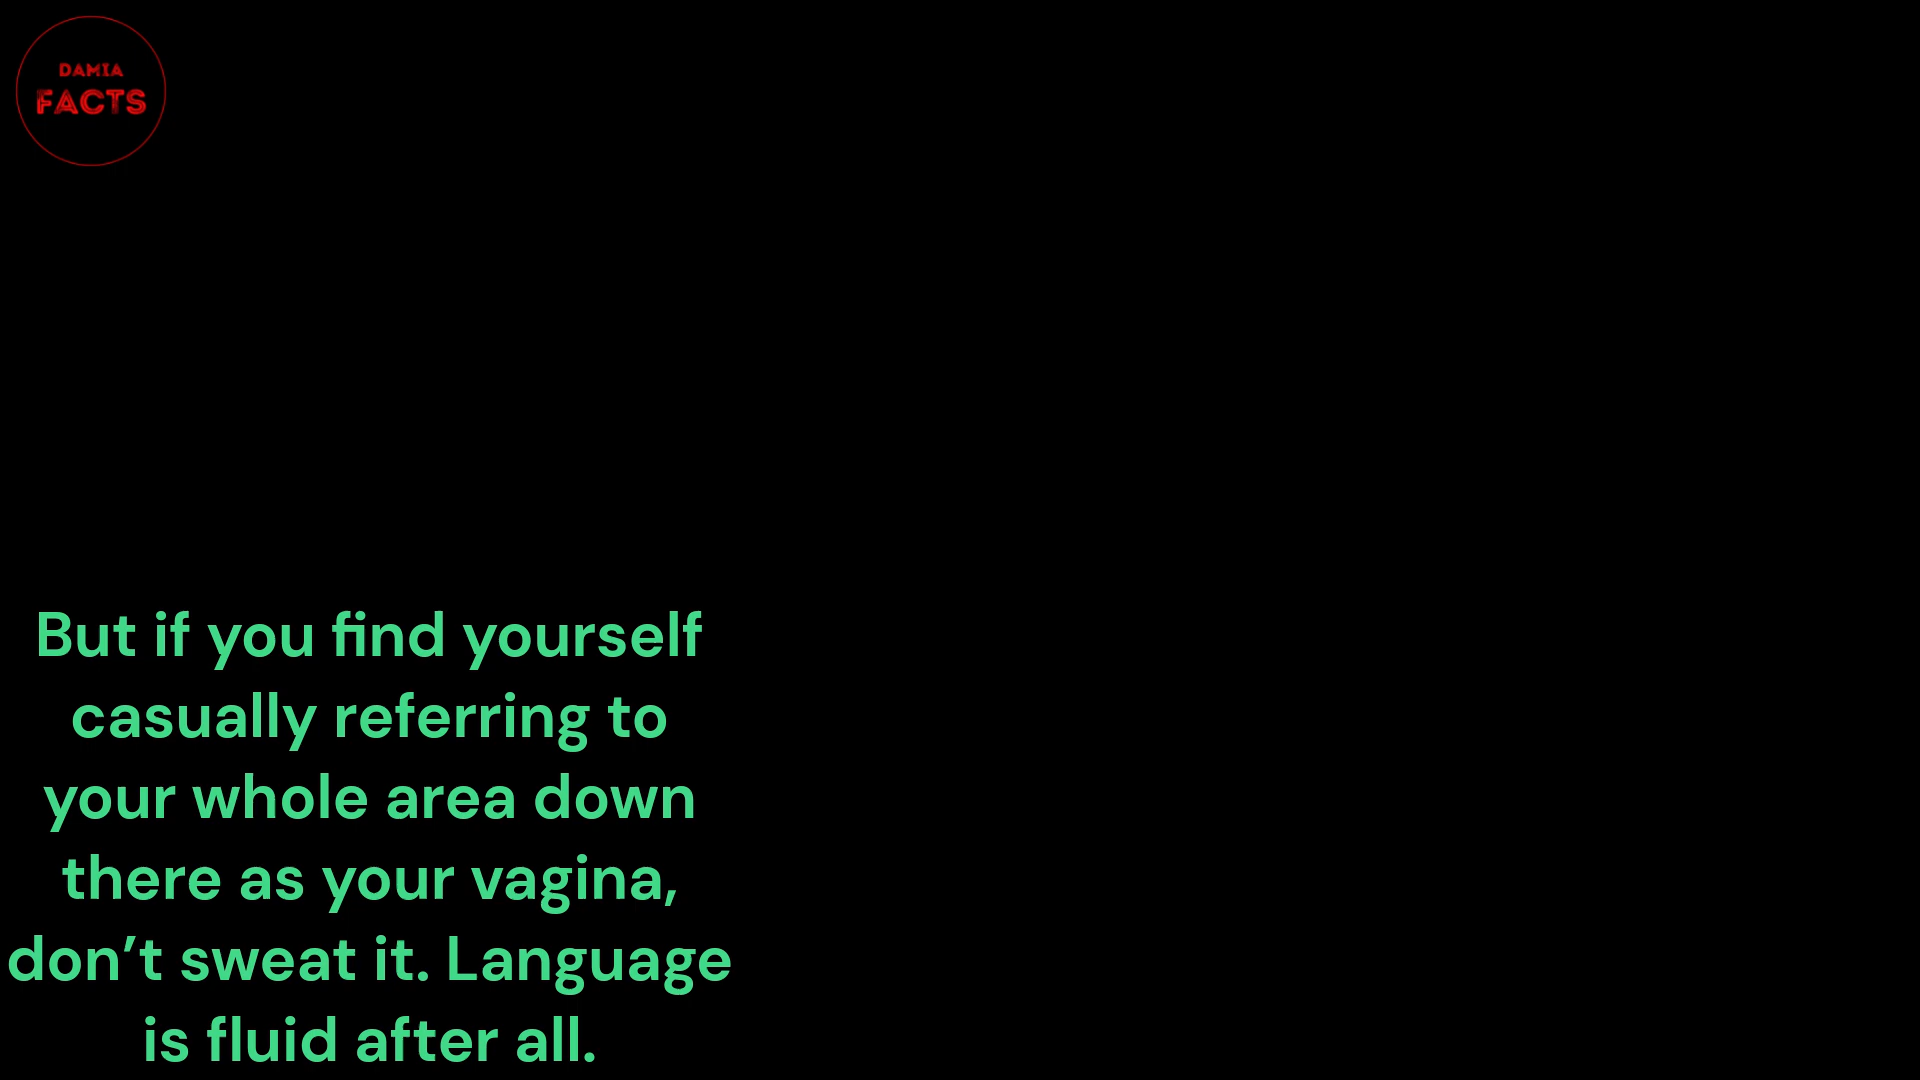 DAMIA
FACTS
But if you find yourself
casually referring to
your whole area down
there as your vagina,
don’t sweat it. Language
is fluid after all.